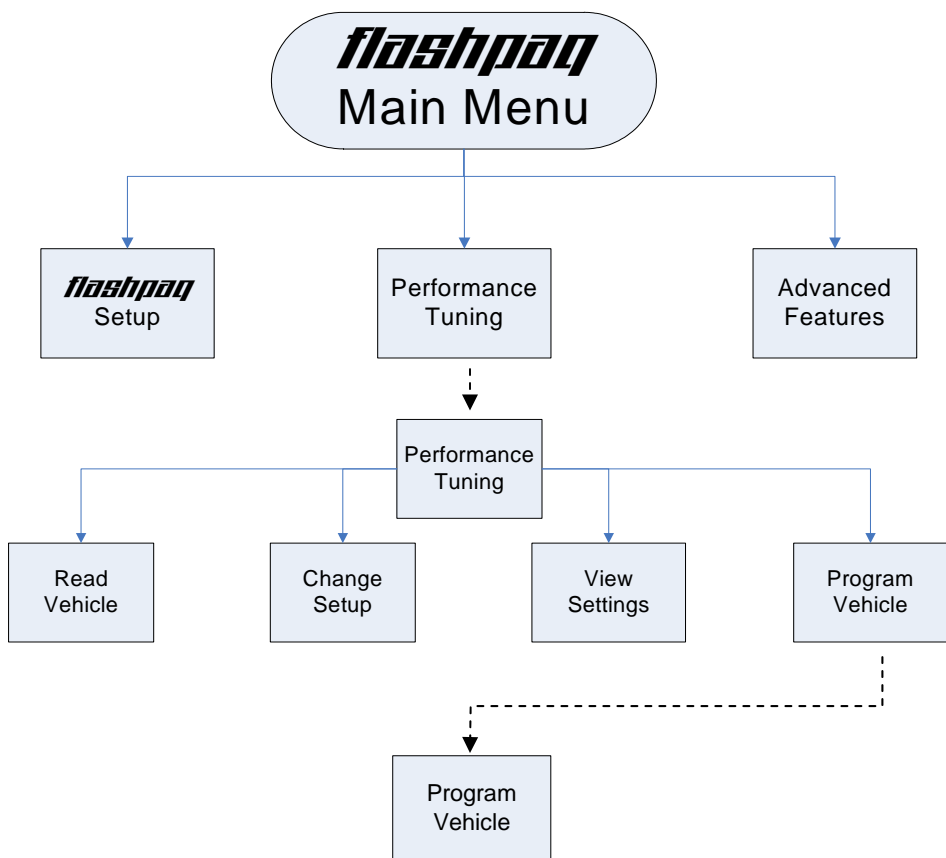 flashpaq
Main Menu
flashpaq
Setup
Performance
Tuning
Advanced
Features
Performance
Tuning
Read
Vehicle
Change
Setup
View
Settings
Program
Vehicle
Program
Vehicle